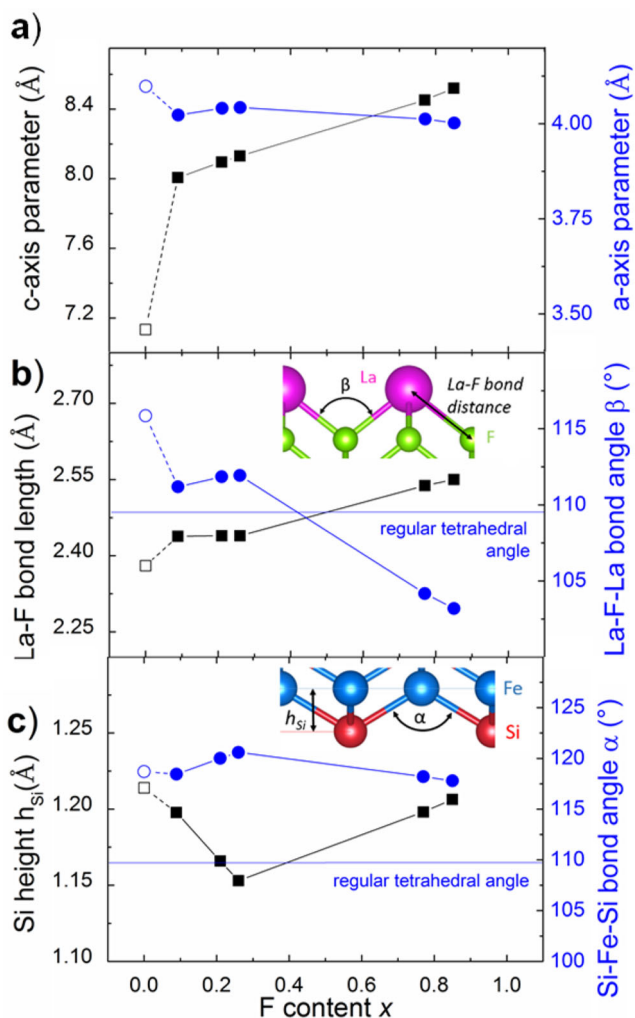 a)
c-axis parameter (Å)
8.4
8.0
7.6
7.2
a-axis parameter (Å)
4.00
3.75
3.50
b)
La-F bond length (Å)
2.70
2.55
2.40
2.25
La-F-La bond angle β (°)
115
110
105
La
β
La-F bond
distance
F
regular tetrahedral
angle
c)
Si height hSi(Å)
1.25
1.20
1.15
1.10
Si-Fe-Si bond angle α (°)
125
120
115
110
105
100
Fe
hSi
α
Si
regular tetrahedral angle
0.0 0.2 0.4 0.6 0.8 1.0
F content x